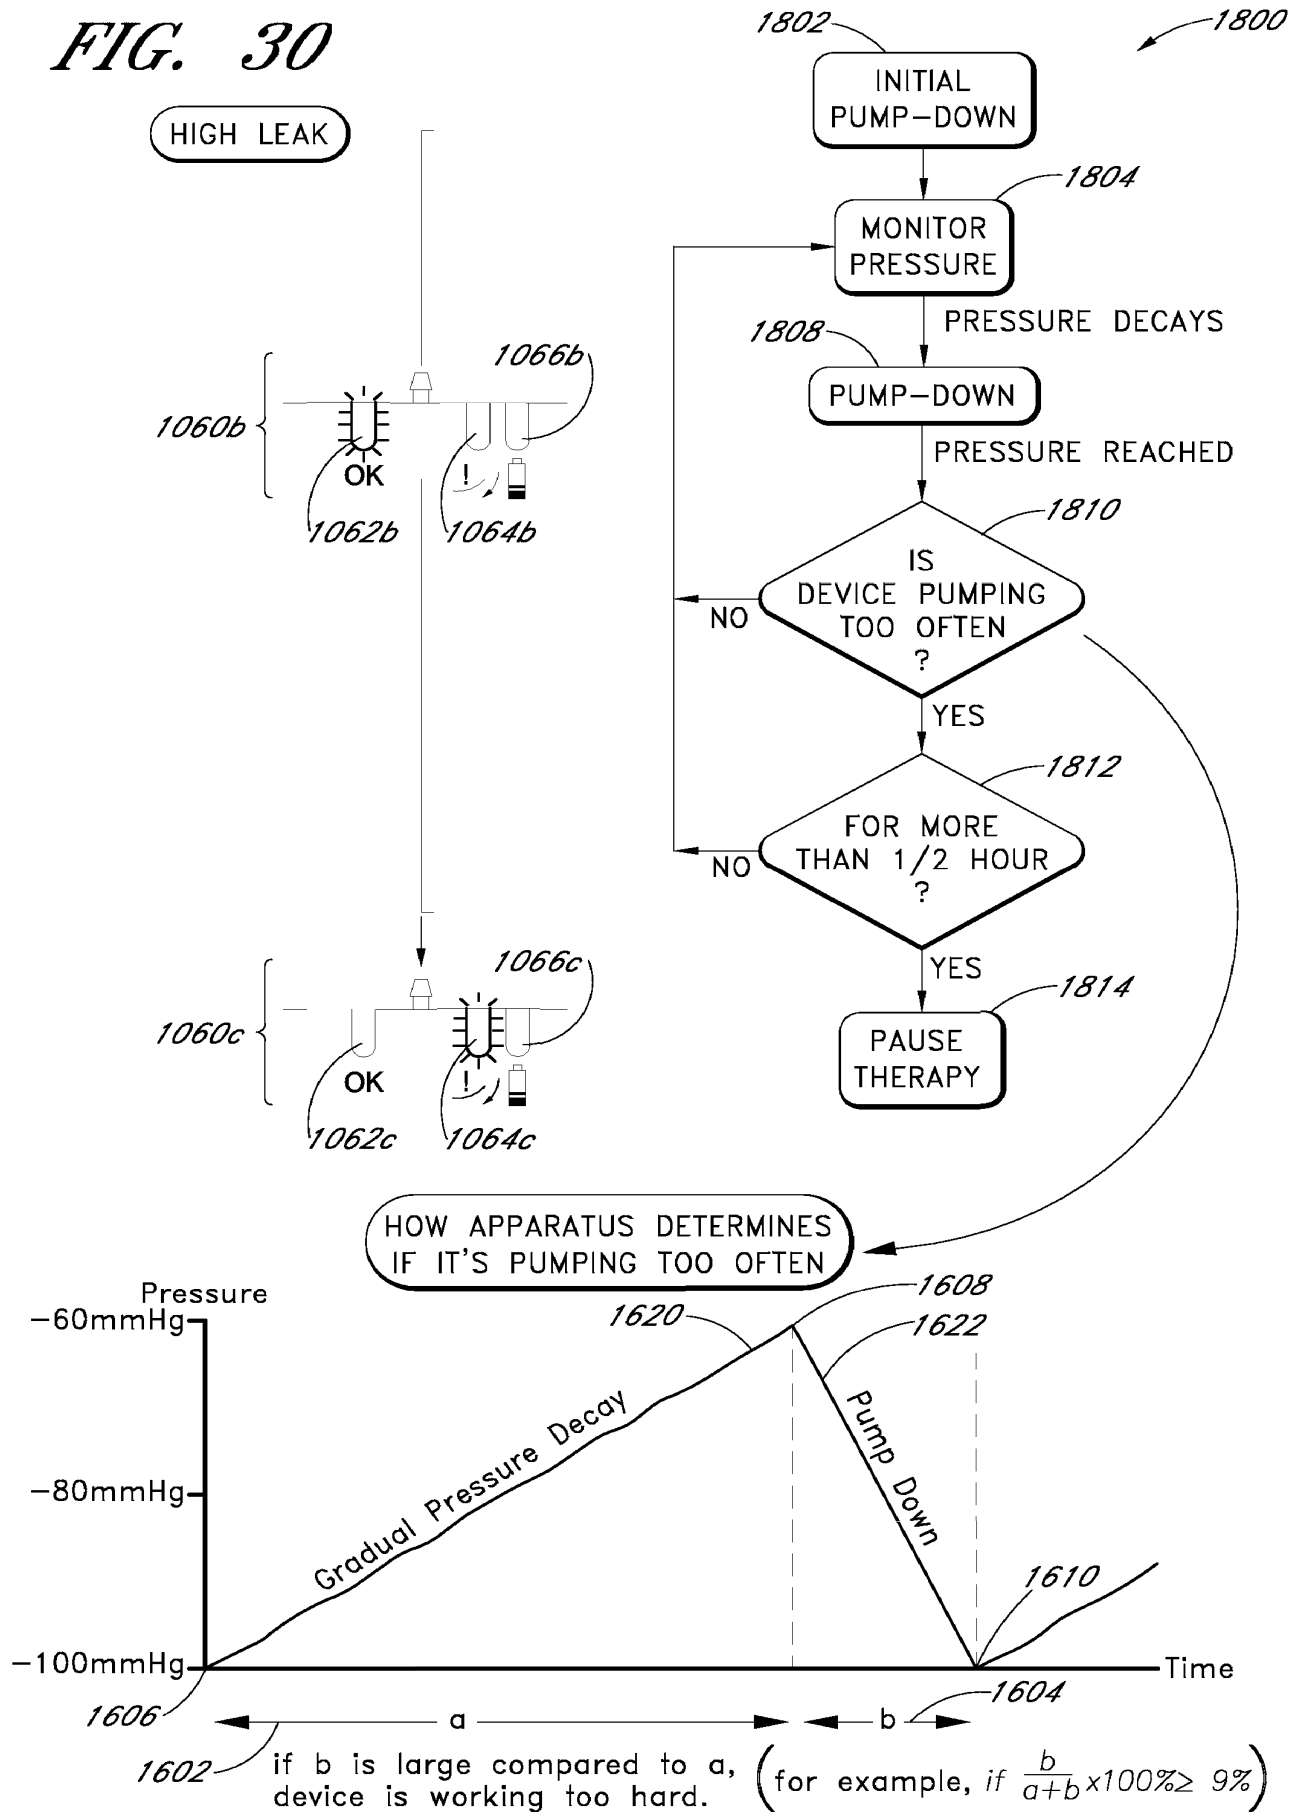 FIG. 30
1802
1800
INITIAL
PUMP-DOWN
HIGH LEAK
1804
MONITOR
PRESSURE
PRESSURE DECAYS
1808
PUMP-DOWN
PRESSURE REACHED
1066b
1060b
OK
!
1062b
1064b
1810
IS
DEVICE PUMPING
TOO OFTEN
?
NO
YES
1812
FOR MORE
THAN 1/2 HOUR
?
NO
YES
1814
PAUSE
THERAPY
1066c
1060c
OK
!
1062c
1064c
HOW APPARATUS DETERMINES
IF IT'S PUMPING TOO OFTEN
Pressure
-60mmHg
-80mmHg
-100mmHg
1620
1608
1622
Gradual Pressure Decay
Pump Down
1610
Time
1606
1604
a
b
1602
if b is large compared to a,
device is working too hard.
(for example, if b/a+b x100%≥ 9%)